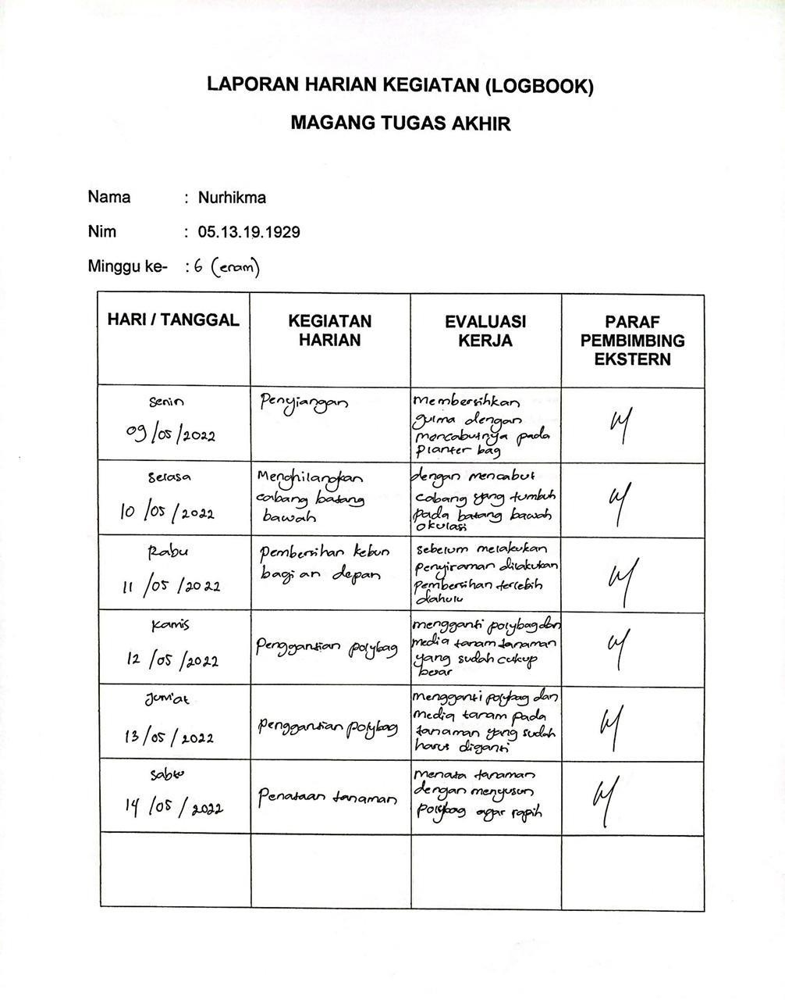 LAPORAN HARIAN KEGIATAN (LOGBOOK)
MAGANG TUGAS AKHIR
Nama : Nurhikma
Nim : 05.13.19.1929
Minggu ke- : 6 (enam)
HARI / TANGGAL
KEGIATAN
HARIAN
EVALUASI
KERJA
PARAF
PEMBIMBING
EKSTERN
Senin
09/05/2022
Penyiangan
membersihkan
gulma dengan
mencabutnya pada
planter bag
Selasa
10/05/2022
Menghilangkan
cabang batang
bawah
dengan mencabut
cabang yang tumbuh
pada batang bawah
okulasi
Rabu
11/05/2022
pembersihan kebun
bagian depan
sebelum melakukan
penyiraman dilakukan
pembersihan terlebih
dahulu
Kamis
12/05/2022
Penggantian polybag
mengganti polybag dan
media tanam tanaman
yang sudah cukup
besar
Jum'at
13/05/2022
penggantian polybag
mengganti polybag dan
media tanam pada
tanaman yang sudah
harus diganti
Sabtu
14/05/2022
Penataan tanaman
menata tanaman
dengan menyusun
polybag agar rapih